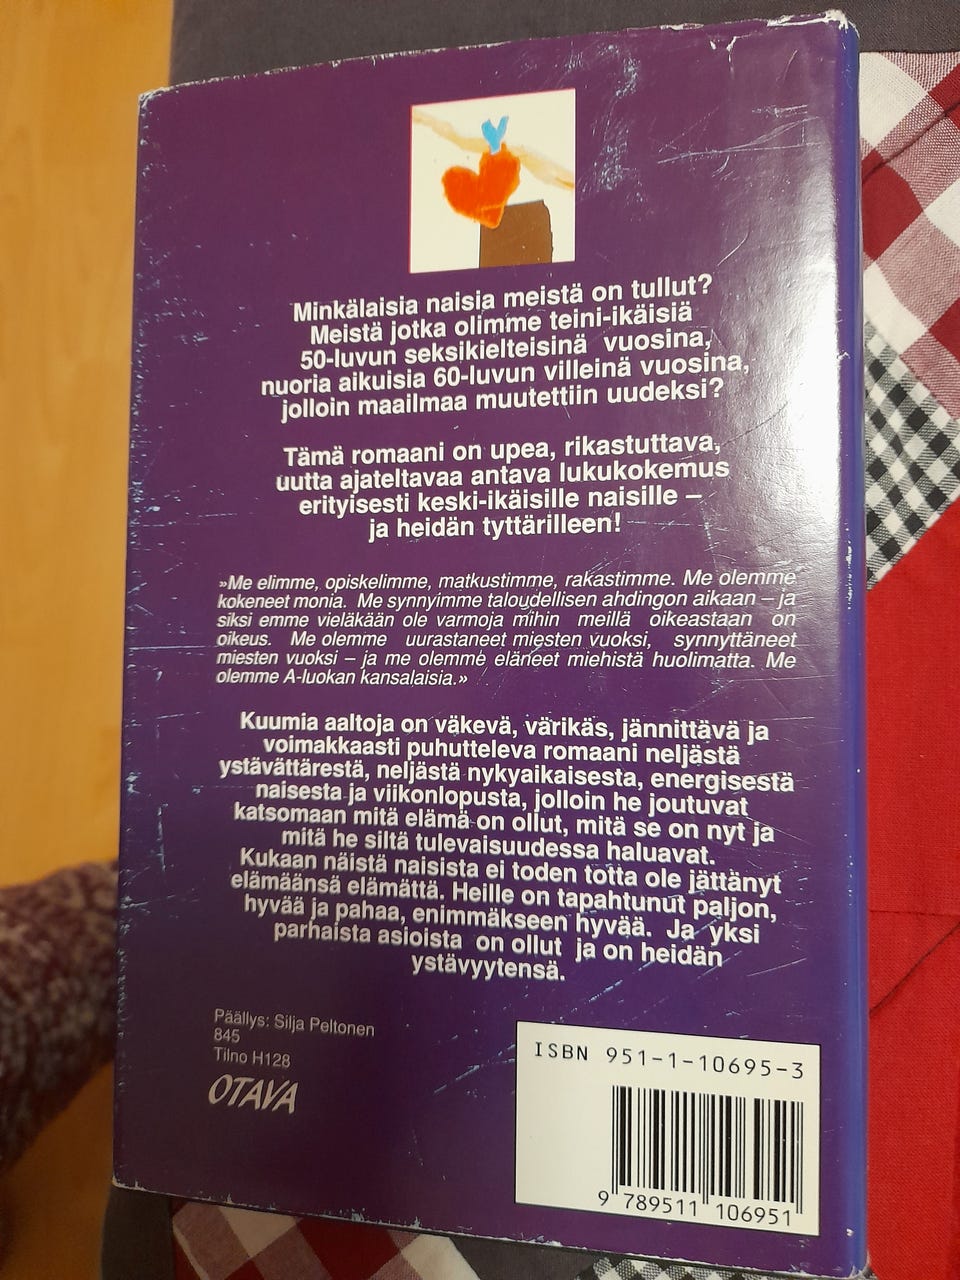 Minkälaisia naisia meistä on tullut?
Meistä jotka olimme teini-ikäisiä
50-luvun seksikielteisinä vuosina,
nuoria aikuisia 60-luvun villeinä vuosina,
jolloin maailmaa muutettiin uudeksi?
Tämä romaani on upea, rikastuttava,
uutta ajateltavaa antava lukukokemus
erityisesti keski-ikäisille naisille –
ja heidän tyttärilleen!
»Me elimme, opiskelimme, matkustimme, rakastimme. Me olemme
kokeneet monia. Me synnyimme taloudellisen ahdingon aikaan – ja
siksi emme vieläkään ole varmoja mihin meillä oikeastaan on
oikeus. Me olemme uurastaneet miesten vuoksi, synnyttäneet
miesten vuoksi – ja me olemme eläneet miehistä huolimatta. Me
olemme A-luokan kansalaisia.»
Kuumia aaltoja on väkevä, värikäs, jännittävä ja
voimakkaasti puhutteleva romaani neljästä
ystävättärestä, neljästä nykyaikaisesta, energisestä
naisesta ja viikonlopusta, jolloin he joutuvat
katsomaan mitä elämä on ollut, mitä se on nyt ja
mitä he siltä tulevaisuudessa haluavat.
Kukaan näistä naisista ei toden totta ole jättänyt
elämäänsä elämättä. Heille on tapahtunut paljon,
hyvää ja pahaa, enimmäkseen hyvää. Ja yksi
parhaista asioista on ollut ja on heidän
ystävyytensä.
Päällys: Silja Peltonen
845
Tilno H128
OTAVA
ISBN 951-1-10695-3
9 789511 106951